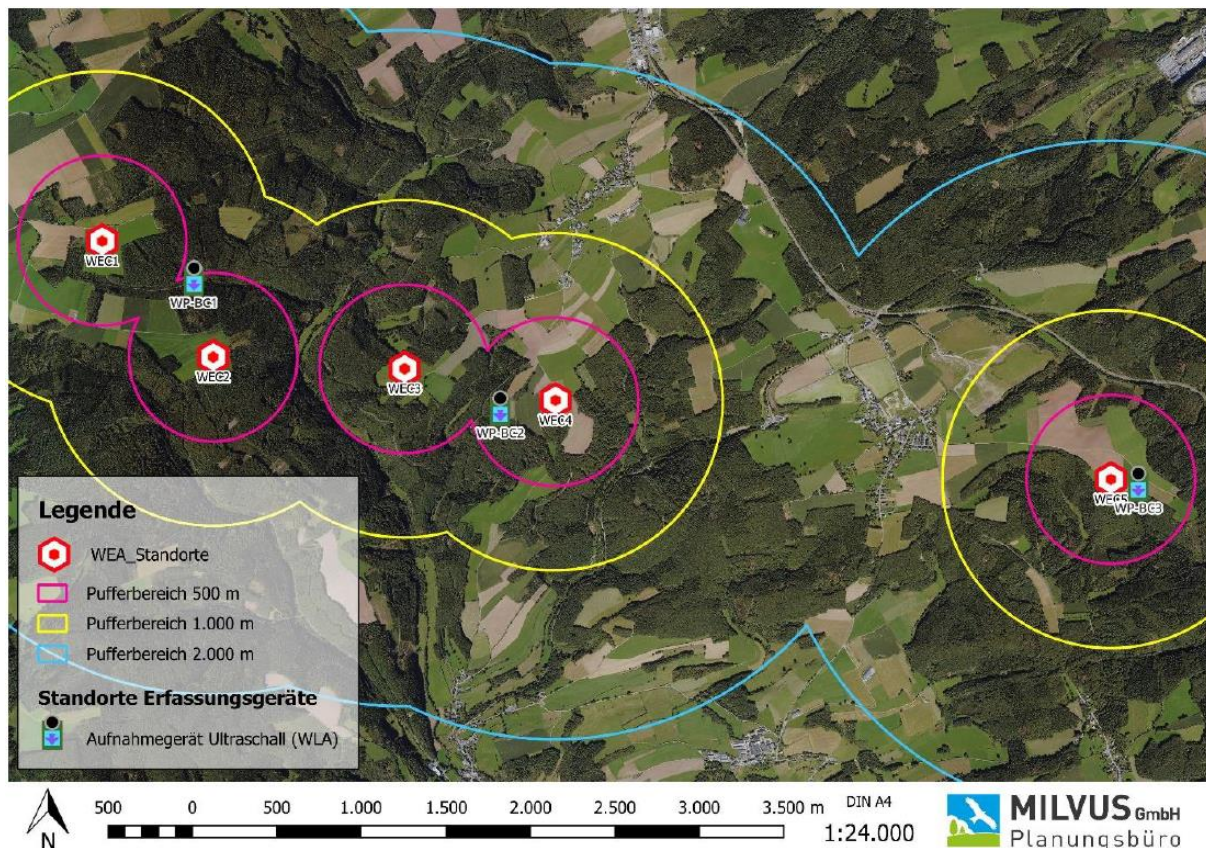 WEC1
WP-BC1
WEC2
WEC3
WP-BC2
WEC4
WEC5
WP-BC3
Legende
WEA_Standorte
Pufferbereich 500 m
Pufferbereich 1.000 m
Pufferbereich 2.000 m
Standorte Erfassungsgeräte
Aufnahmegerät Ultraschall (WLA)
N
500 0 500 1.000 1.500 2.000 2.500 3.000 3.500 m
DIN A4
1:24.000
MILVUS GmbH
Planungsbüro